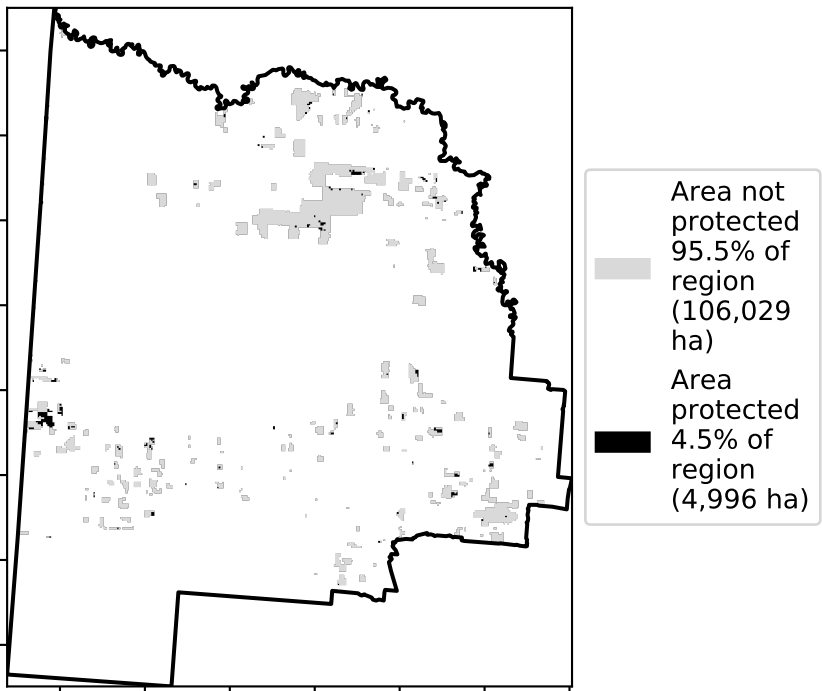 Area not
protected
95.5% of
region
(106,029
ha)
Area
protected
4.5% of
region
(4,996 ha)